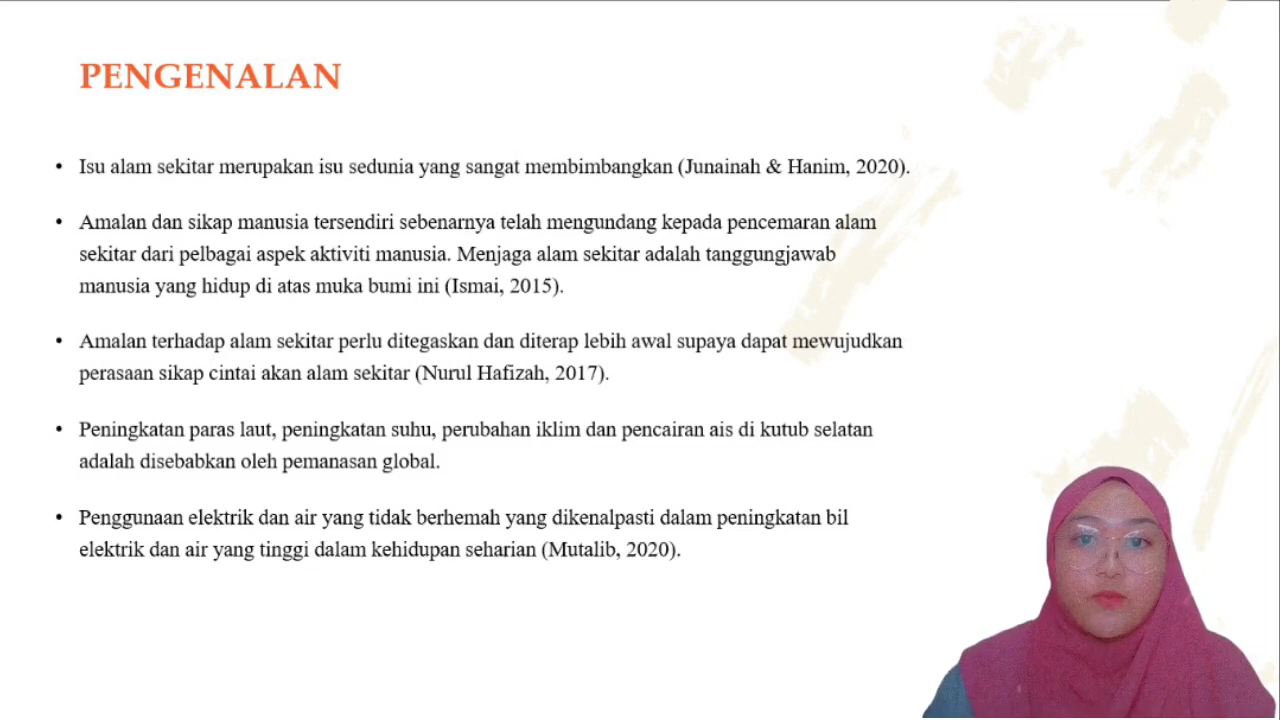 PENGENALAN
• Isu alam sekitar merupakan isu sedunia yang sangat membimbangkan (Junainah & Hanim, 2020).
• Amalan dan sikap manusia tersendiri sebenarnya telah mengundang kepada pencemaran alam
sekitar dari pelbagai aspek aktiviti manusia. Menjaga alam sekitar adalah tanggungjawab
manusia yang hidup di atas muka bumi ini (Ismai, 2015).
• Amalan terhadap alam sekitar perlu ditegaskan dan diterap lebih awal supaya dapat mewujudkan
perasaan sikap cintai akan alam sekitar (Nurul Hafizah, 2017).
• Peningkatan paras laut, peningkatan suhu, perubahan iklim dan pencairan ais di kutub selatan
adalah disebabkan oleh pemanasan global.
• Penggunaan elektrik dan air yang tidak berhemah yang dikenalpasti dalam peningkatan bil
elektrik dan air yang tinggi dalam kehidupan seharian (Mutalib, 2020).